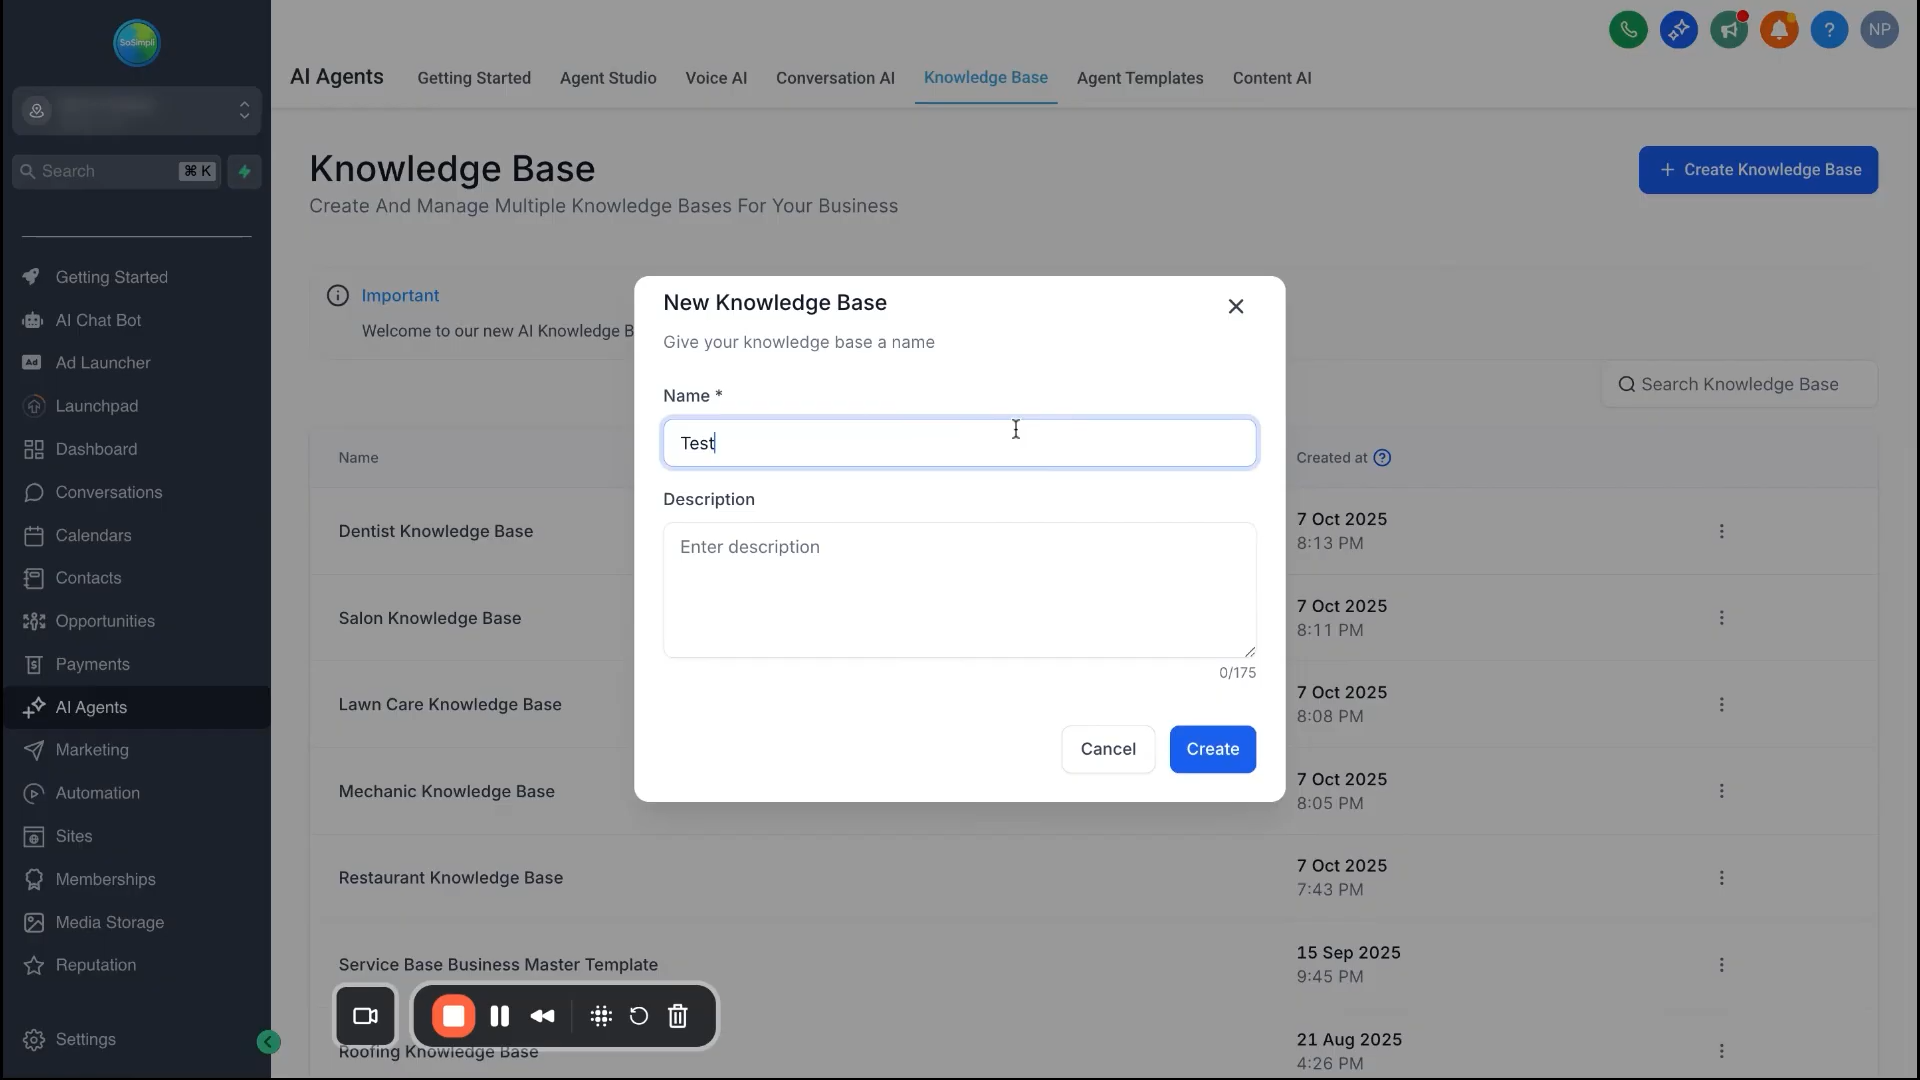 SoSimpli
NP
AI Agents
Getting Started
Agent Studio
Voice AI
Conversation AI
Knowledge Base
Agent Templates
Content AI
Search
⌘ K
Getting Started
AI Chat Bot
Ad
Ad Launcher
Launchpad
Dashboard
Conversations
Calendars
Contacts
Opportunities
Payments
AI Agents
Marketing
Automation
Sites
Memberships
Media Storage
Reputation
Settings
Knowledge Base
Create And Manage Multiple Knowledge Bases For Your Business
+ Create Knowledge Base
Important
Welcome to our new AI Knowledge B
Search Knowledge Base
New Knowledge Base
Give your knowledge base a name
Name *
Test
Description
Enter description
0/175
Cancel
Create
Name
Created at ?
Dentist Knowledge Base
7 Oct 2025
8:13 PM
Salon Knowledge Base
7 Oct 2025
8:11 PM
Lawn Care Knowledge Base
7 Oct 2025
8:08 PM
Mechanic Knowledge Base
7 Oct 2025
8:05 PM
Restaurant Knowledge Base
7 Oct 2025
7:43 PM
Service Base Business Master Template
15 Sep 2025
9:45 PM
Roofing Knowledge Base
21 Aug 2025
4:26 PM